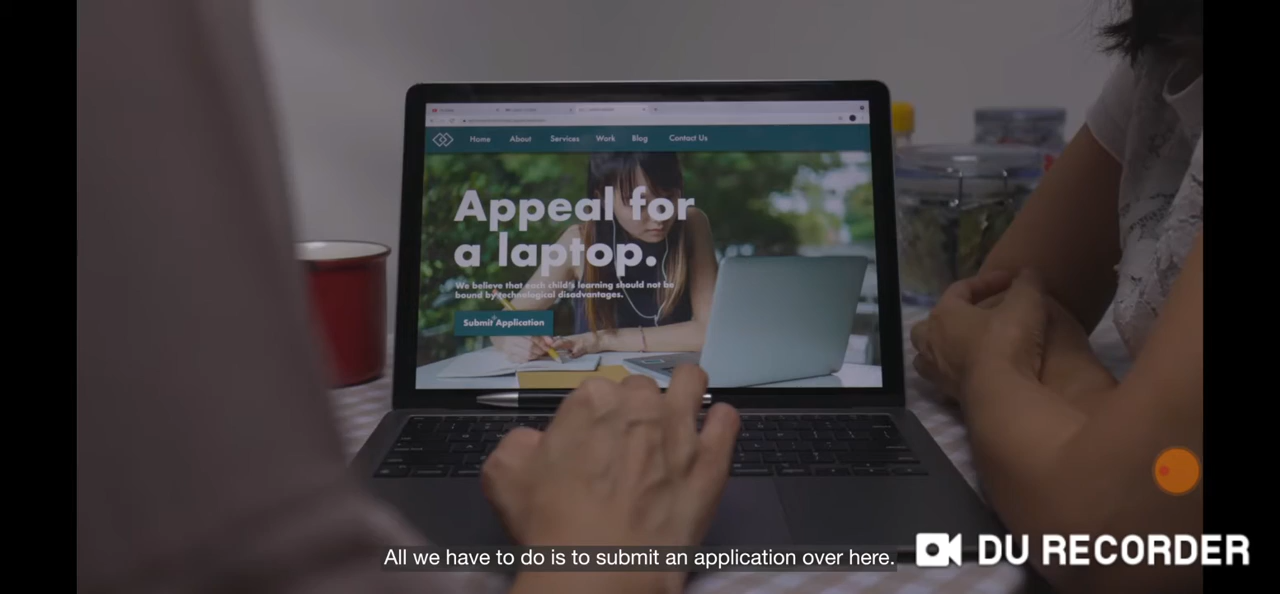 Home About Services Work Blog Contact Us
Appeal for
a laptop.
We believe that each child's learning should not be
bound by technological disadvantages.
Submit Application
All we have to do is to submit an application over here.
DU RECORDER